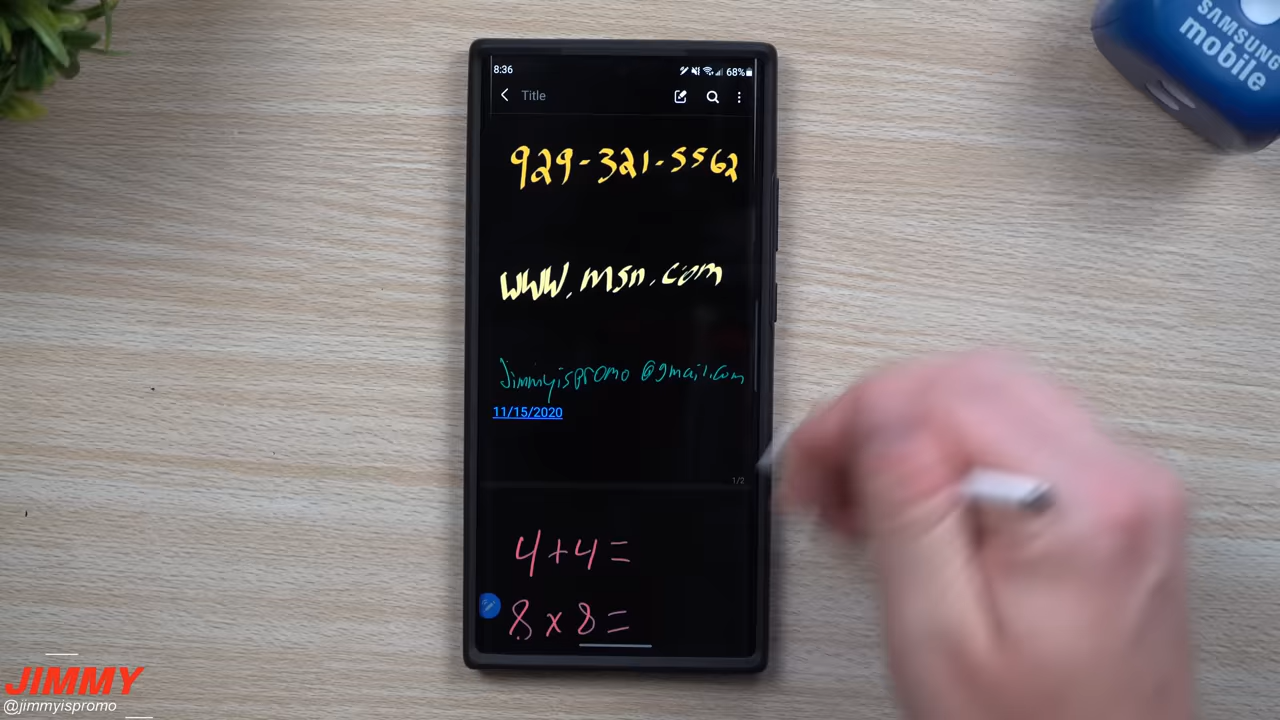 SAMSUNG
mobile
8:36
68%
Title
929-321-5562
www.msn.com
Jimmyispromo@gmail.com
11/15/2020
1/2
4+4=
8x8=
JIMMY
@jimmyispromo